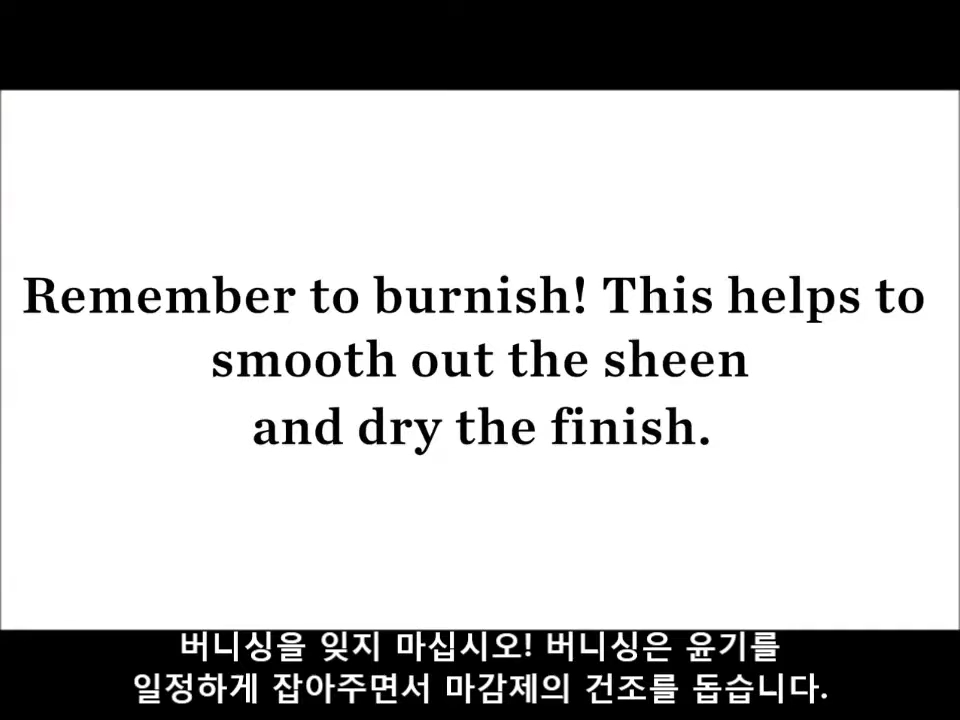 Remember to burnish! This helps to
smooth out the sheen
and dry the finish.
버니싱을 잊지 마십시오! 버니싱은 윤기를
일정하게 잡아주면서 마감제의 건조를 돕습니다.